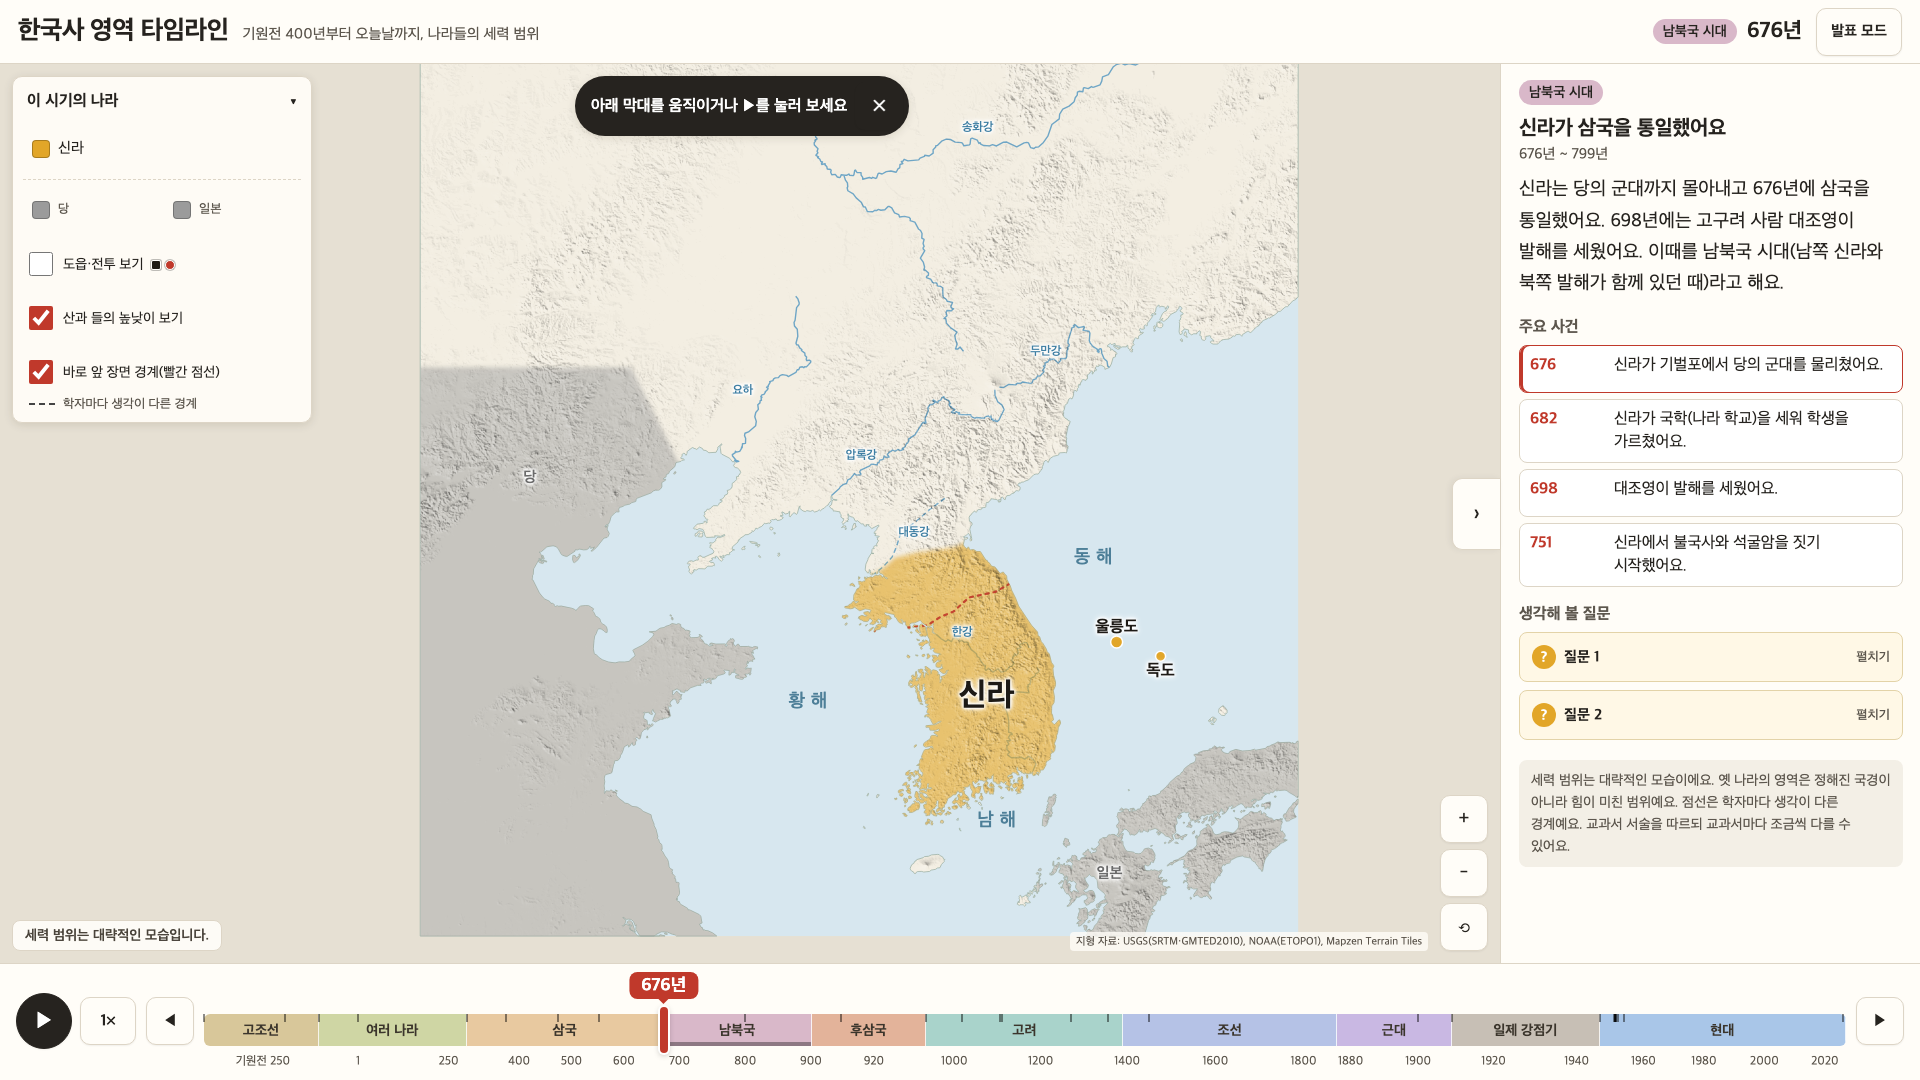 한국사 영역 타임라인
기원전 400년부터 오늘날까지, 나라들의 세력 범위
남북국 시대
676년
발표 모드
이 시기의 나라
▾
신라
당
일본
도읍·전투 보기
산과 들의 높낮이 보기
바로 앞 장면 경계(빨간 점선)
학자마다 생각이 다른 경계
아래 막대를 움직이거나 ▶를 눌러 보세요
✕
송화강
두만강
요하
압록강
당
대동강
동 해
한강
울릉도
독도
신라
황 해
남 해
일본
세력 범위는 대략적인 모습입니다.
지형 자료: USGS(SRTM·GMTED2010), NOAA(ETOPO1), Mapzen Terrain Tiles
›
+
−
⟲
남북국 시대
신라가 삼국을 통일했어요
676년 ~ 799년
신라는 당의 군대까지 몰아내고 676년에 삼국을
통일했어요. 698년에는 고구려 사람 대조영이
발해를 세웠어요. 이때를 남북국 시대(남쪽 신라와
북쪽 발해가 함께 있던 때)라고 해요.
주요 사건
676 신라가 기벌포에서 당의 군대를 물리쳤어요.
682 신라가 국학(나라 학교)을 세워 학생을
가르쳤어요.
698 대조영이 발해를 세웠어요.
751 신라에서 불국사와 석굴암을 짓기
시작했어요.
생각해 볼 질문
? 질문 1 펼치기
? 질문 2 펼치기
세력 범위는 대략적인 모습이에요. 옛 나라의 영역은 정해진 국경이
아니라 힘이 미친 범위예요. 점선은 학자마다 생각이 다른
경계예요. 교과서 서술을 따르되 교과서마다 조금씩 다를 수
있어요.
676년
1×
고조선 여러 나라 삼국 남북국 후삼국 고려 조선 근대 일제 강점기 현대
기원전 250 1 250 400 500 600 700 800 900 920 1000 1200 1400 1600 1800 1880 1900 1920 1940 1960 1980 2000 2020